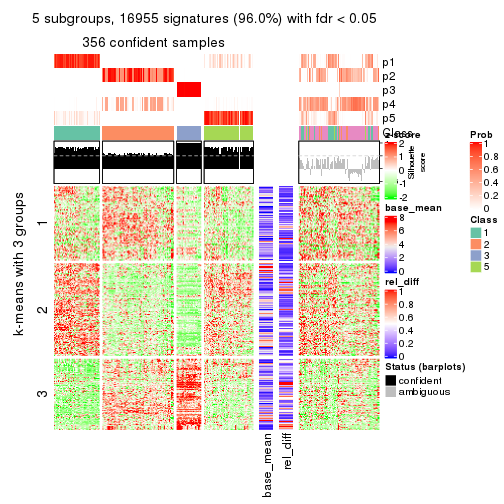 5 subgroups, 16955 signatures (96.0%) with fdr < 0.05
356 confident samples
p1
p2
p3
p4
p5
Class
k-means with 3 groups
1
2
3
base_mean
rel_diff
z-score
2
1
0
-1
-2
Silhouette
score
base_mean
8
6
4
2
0
rel_diff
1
0.8
0.6
0.4
0.2
0
Status (barplots)
confident
ambiguous
Prob
1
0.8
0.6
0.4
0.2
0
Class
1
2
3
5